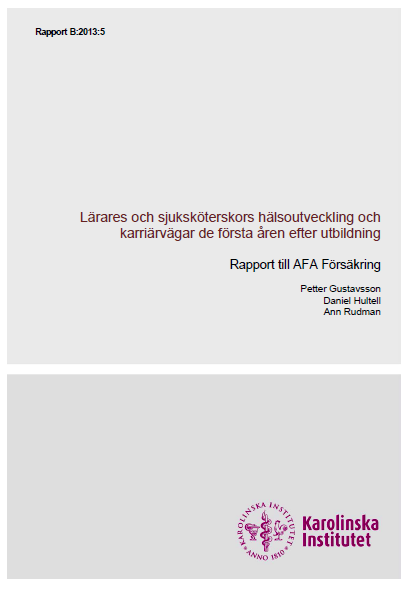 Rapport B:2013:5
Lärares och sjuksköterskors hälsoutveckling och
karriärvägar de första åren efter utbildning
Rapport till AFA Försäkring
Petter Gustavsson
Daniel Hultell
Ann Rudman
KAROLINSKA INSTITUTET
ANNO 1810
Karolinska
Institutet